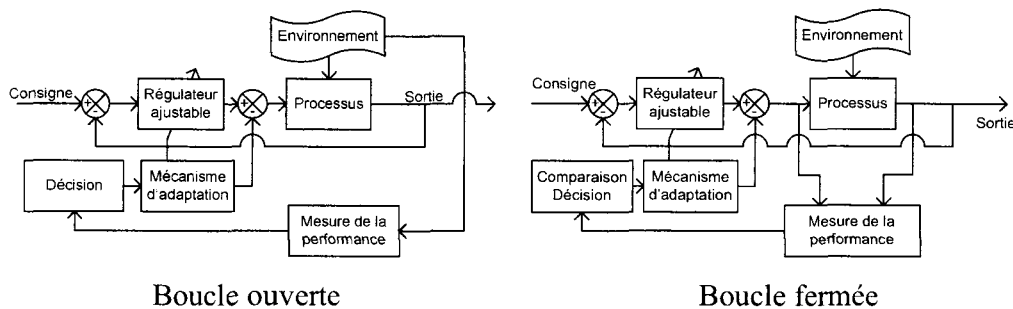 Environnement
Consigne
+
-
Régulateur
ajustable
+
-
Processus
Sortie
Décision
Mécanisme
d'adaptation
Mesure de la
performance
Boucle ouverte
Environnement
Consigne
+
-
Régulateur
ajustable
+
-
Processus
Sortie
Comparaison
Décision
Mécanisme
d'adaptation
Mesure de la
performance
Boucle fermée